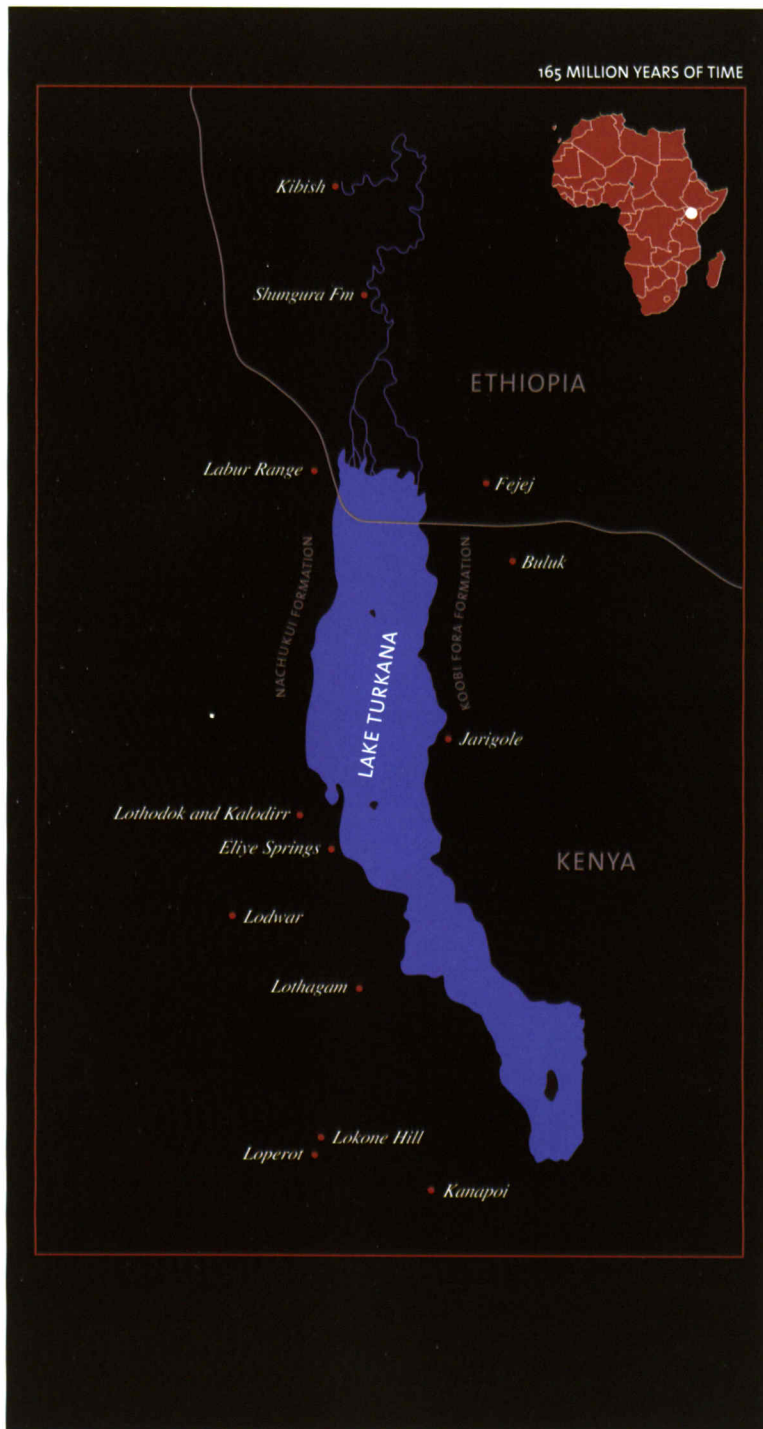 165 MILLION YEARS OF TIME
Kibish
Shungura Fm
ETHIOPIA
Labur Range
Fejej
Buluk
NACHUKUI FORMATION
KOOBI FORA FORMATION
LAKE TURKANA
Jarigole
Lothodok and Kalodirr
Eliye Springs
KENYA
Lodwar
Lothagam
Lokone Hill
Loperot
Kanapoi